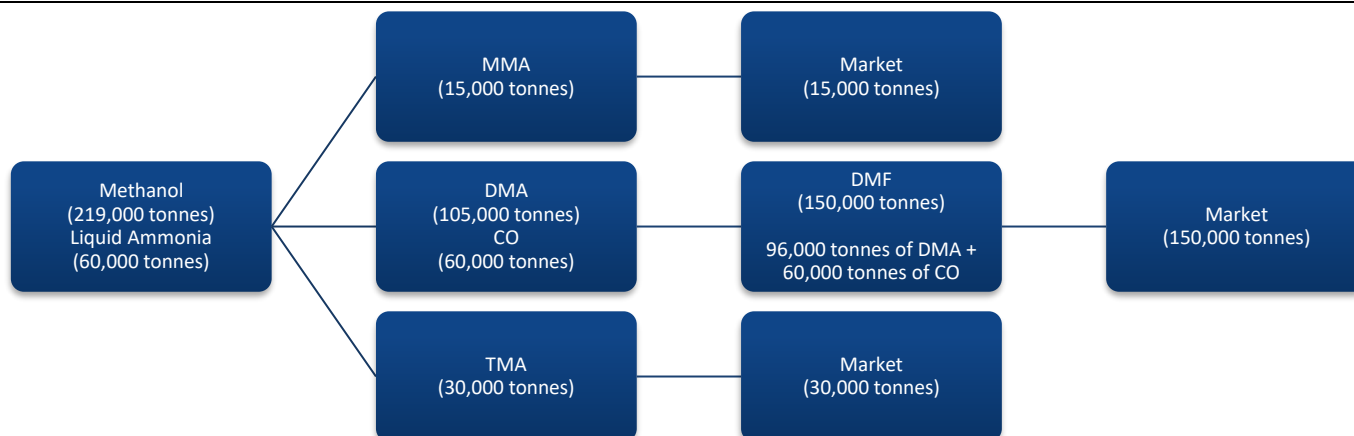 Methanol
(219,000 tonnes)
Liquid Ammonia
(60,000 tonnes)
MMA
(15,000 tonnes)
Market
(15,000 tonnes)
DMA
(105,000 tonnes)
CO
(60,000 tonnes)
DMF
(150,000 tonnes)
96,000 tonnes of DMA +
60,000 tonnes of CO
Market
(150,000 tonnes)
TMA
(30,000 tonnes)
Market
(30,000 tonnes)